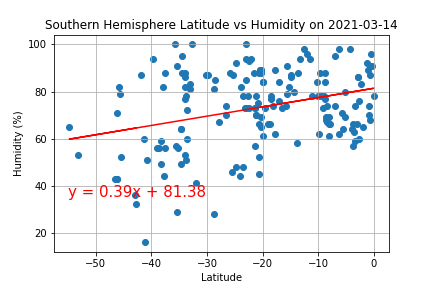 Southern Hemisphere Latitude vs Humidity on 2021-03-14
100
80
60
40
20
Humidity (%)
y = 0.39x + 81.38
−50
−40
−30
−20
−10
0
Latitude